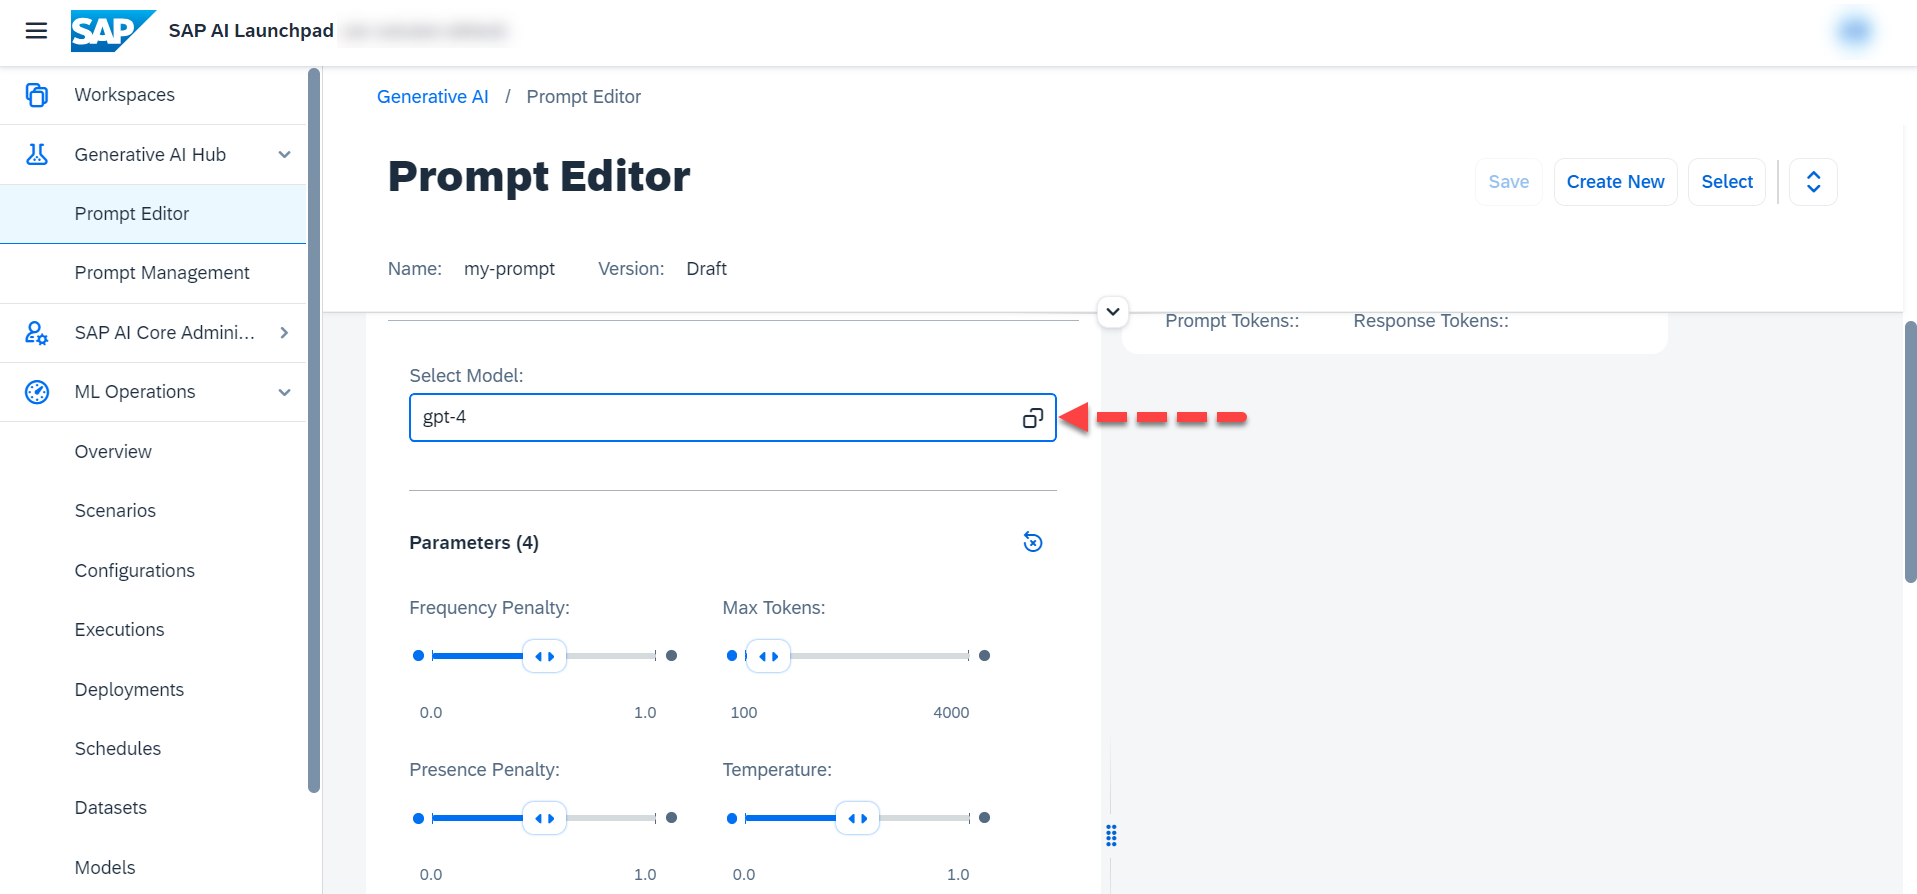 SAP SAP AI Launchpad
Workspaces
Generative AI Hub
Prompt Editor
Prompt Management
SAP AI Core Admini...
ML Operations
Overview
Scenarios
Configurations
Executions
Deployments
Schedules
Datasets
Models
Generative AI / Prompt Editor
Prompt Editor
Save Create New Select
Name: my-prompt Version: Draft
Prompt Tokens:: Response Tokens::
Select Model:
gpt-4
Parameters (4)
Frequency Penalty: Max Tokens:
0.0 1.0 100 4000
Presence Penalty: Temperature:
0.0 1.0 0.0 1.0